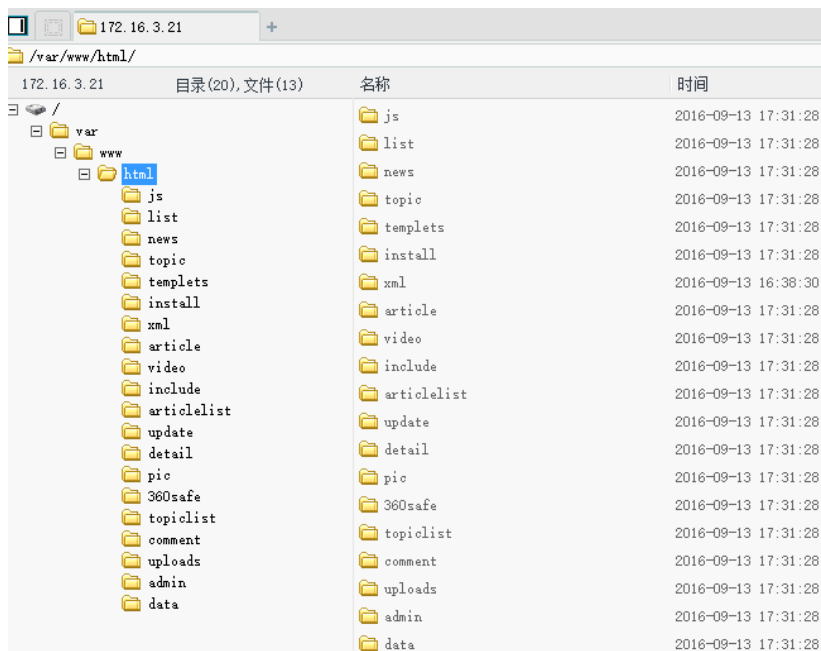 172.16.3.21 +
/var/www/html/
172.16.3.21 目录(20),文件(13) 名称 时间
/
var
www
html
js
list
news
topic
templets
install
xml
article
video
include
articlelist
update
detail
pic
360safe
topiclist
comment
uploads
admin
data
js 2016-09-13 17:31:28
list 2016-09-13 17:31:28
news 2016-09-13 17:31:28
topic 2016-09-13 17:31:28
templets 2016-09-13 17:31:28
install 2016-09-13 17:31:28
xml 2016-09-13 16:38:30
article 2016-09-13 17:31:28
video 2016-09-13 17:31:28
include 2016-09-13 17:31:28
articlelist 2016-09-13 17:31:28
update 2016-09-13 17:31:28
detail 2016-09-13 17:31:28
pic 2016-09-13 17:31:28
360safe 2016-09-13 17:31:28
topiclist 2016-09-13 17:31:28
comment 2016-09-13 17:31:28
uploads 2016-09-13 17:31:28
admin 2016-09-13 17:31:28
data 2016-09-13 17:31:28